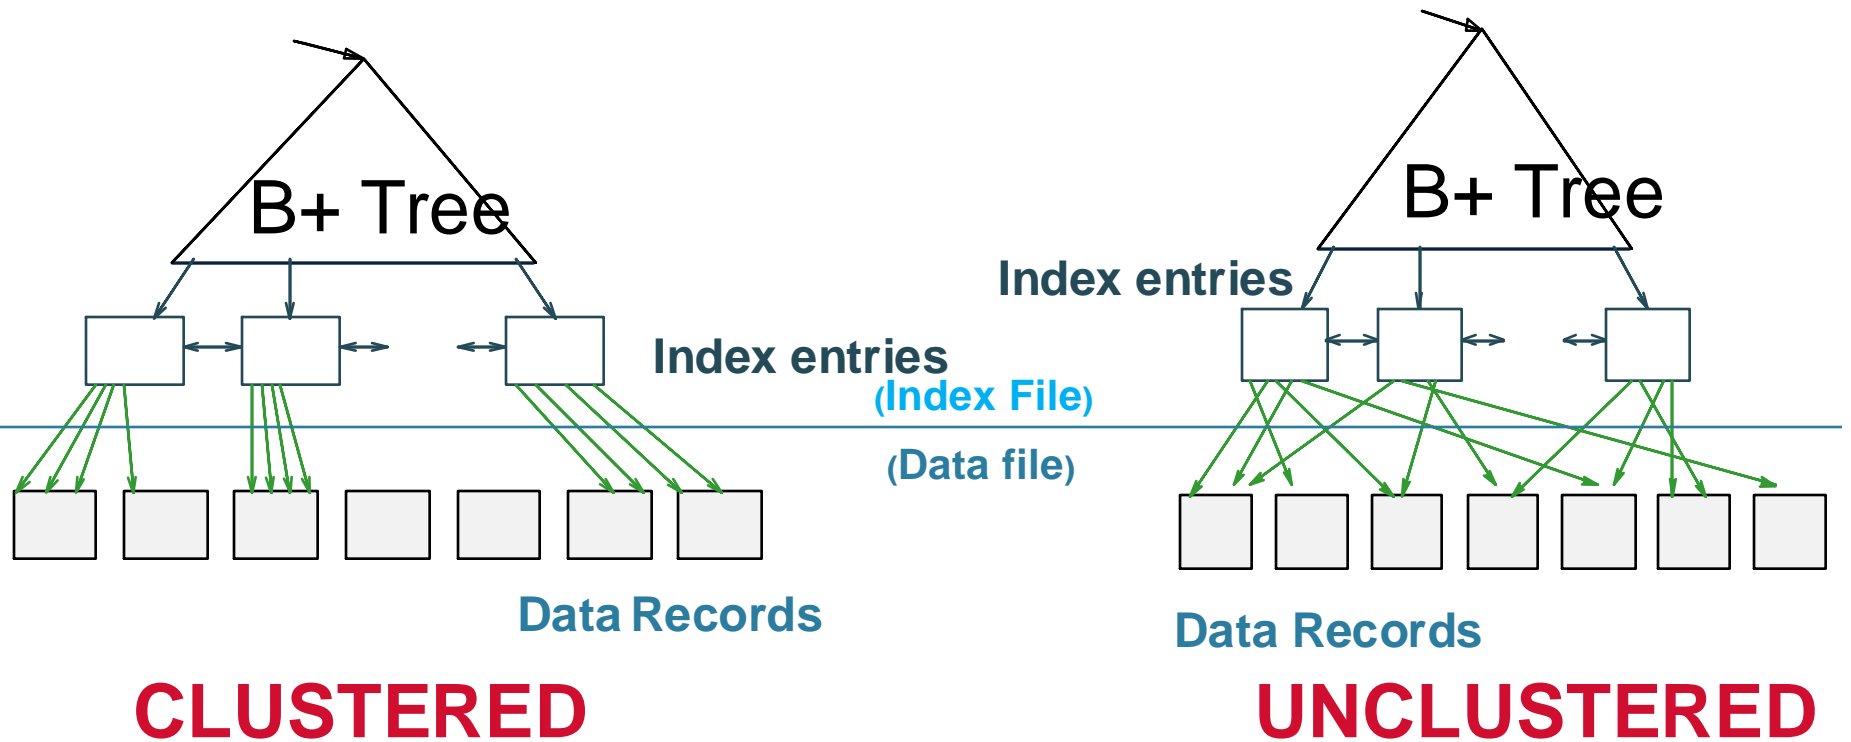 B+ Tree
Index entries
(Index File)
(Data file)
Data Records
CLUSTERED
B+ Tree
Index entries
Data Records
UNCLUSTERED